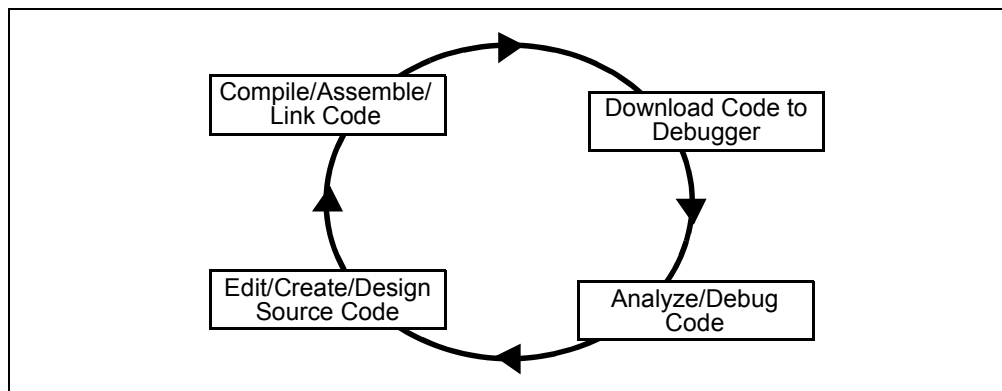 Compile/Assemble/
Link Code
Download Code to
Debugger
Edit/Create/Design
Source Code
Analyze/Debug
Code